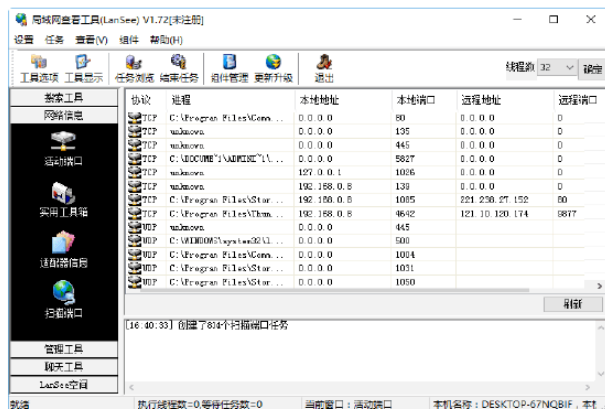 局域网查看工具(LanSee) V1.72[未注册]
设置 任务 查看(V) 组件 帮助(H)
工具选项 工具显示 任务浏览 结束任务 组件管理 更新升级 退出 线程数 32 确定
搜索工具
网络信息
活动端口
实用工具箱
适配器信息
扫描端口
管理工具
聊天工具
LanSee空间
协议 进程 本地地址 本地端口 远程地址 远程端口
TCP C:\Program Files\Comm... 0.0.0.0 80 0.0.0.0 0
TCP unknown 0.0.0.0 135 0.0.0.0 0
TCP unknown 0.0.0.0 445 0.0.0.0 0
TCP C:\DOCUME~1\ADMINI~1\... 0.0.0.0 5827 0.0.0.0 0
TCP unknown 127.0.0.1 1026 0.0.0.0 0
TCP unknown 192.168.0.8 139 0.0.0.0 0
TCP C:\Program Files\Stor... 192.168.0.8 1085 221.238.27.152 80
TCP C:\Program Files\Thun... 192.168.0.8 4642 121.10.120.174 8877
UDP unknown 0.0.0.0 445
UDP C:\WINDOWS\system32\l... 0.0.0.0 500
UDP C:\Program Files\Comm... 0.0.0.0 1004
UDP C:\Program Files\Stor... 0.0.0.0 1031
UDP C:\Program Files\Stor... 0.0.0.0 1050
刷新
[16:40:33] 创建了804个扫描端口任务
就绪 执行线程数=0,等待任务数=0 当前窗口：活动端口 本机名称：DESKTOP-67NQBIF，本